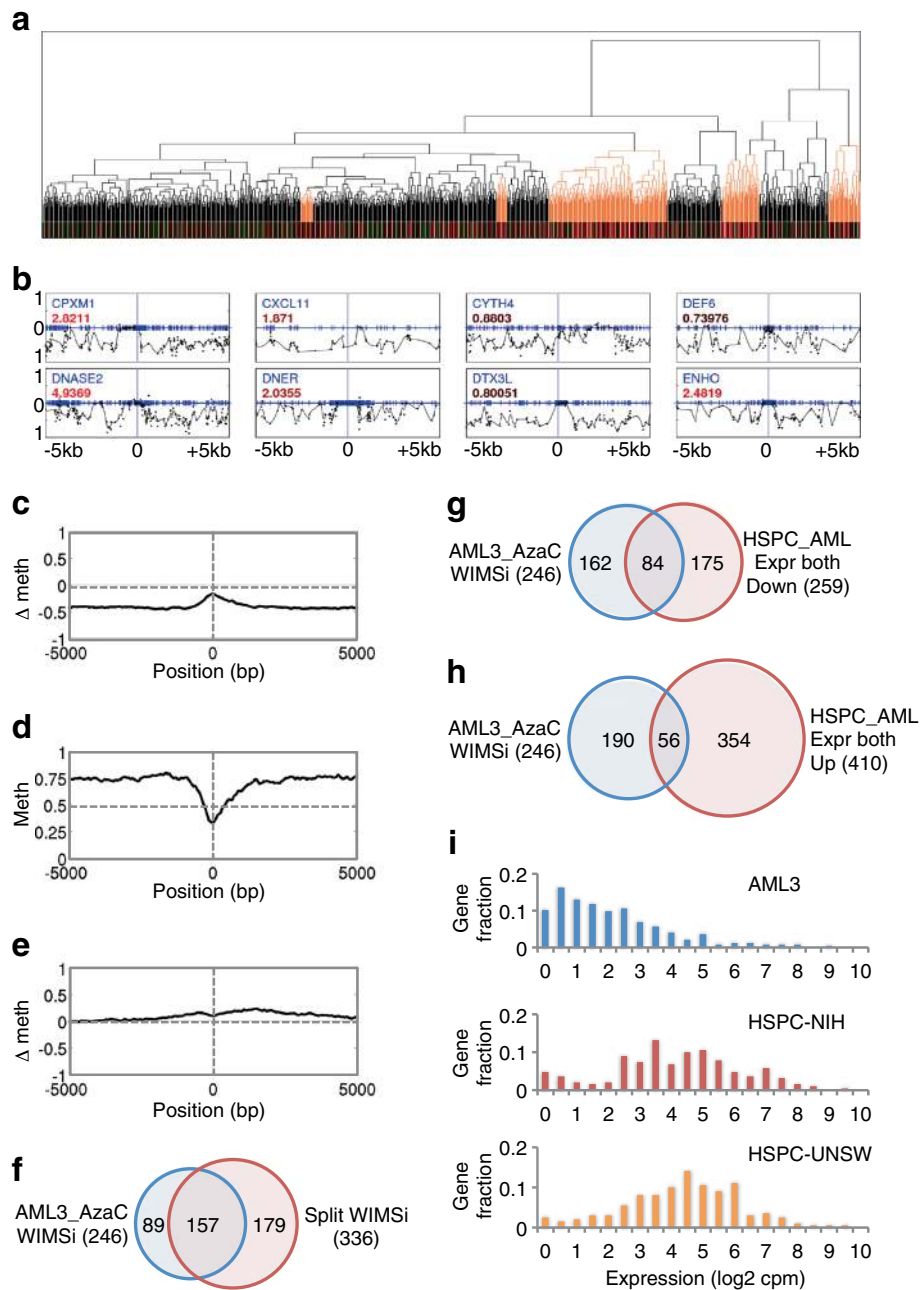 a
b
1
0
1
CPXM1
2.8211
CXCL11
1.871
CYTH4
0.8803
DEF6
0.73976
0
1
DNASE2
4.9369
DNER
2.0355
DTX3L
0.80051
ENHO
2.4819
-5kb 0 +5kb -5kb 0 +5kb -5kb 0 +5kb -5kb 0 +5kb
c
Δ meth
1
0.5
0
-0.5
-1
-5000 0 5000
Position (bp)
d
Meth
1
0.75
0.5
0.25
0
-5000 0 5000
Position (bp)
e
Δ meth
1
0.5
0
-0.5
-1
-5000 0 5000
Position (bp)
f
AML3_AzaC
WIMSi (246)
89 157 179
Split WIMSi
(336)
g
AML3_AzaC
WIMSi (246)
162 84 175
HSPC_AML
Expr both
Down (259)
h
AML3_AzaC
WIMSi (246)
190 56 354
HSPC_AML
Expr both
Up (410)
i
AML3
Gene
fraction
0.2
0.1
0
0 1 2 3 4 5 6 7 8 9 10
HSPC-NIH
Gene
fraction
0.2
0.1
0
0 1 2 3 4 5 6 7 8 9 10
HSPC-UNSW
Gene
fraction
0.2
0.1
0
0 1 2 3 4 5 6 7 8 9 10
Expression (log2 cpm)